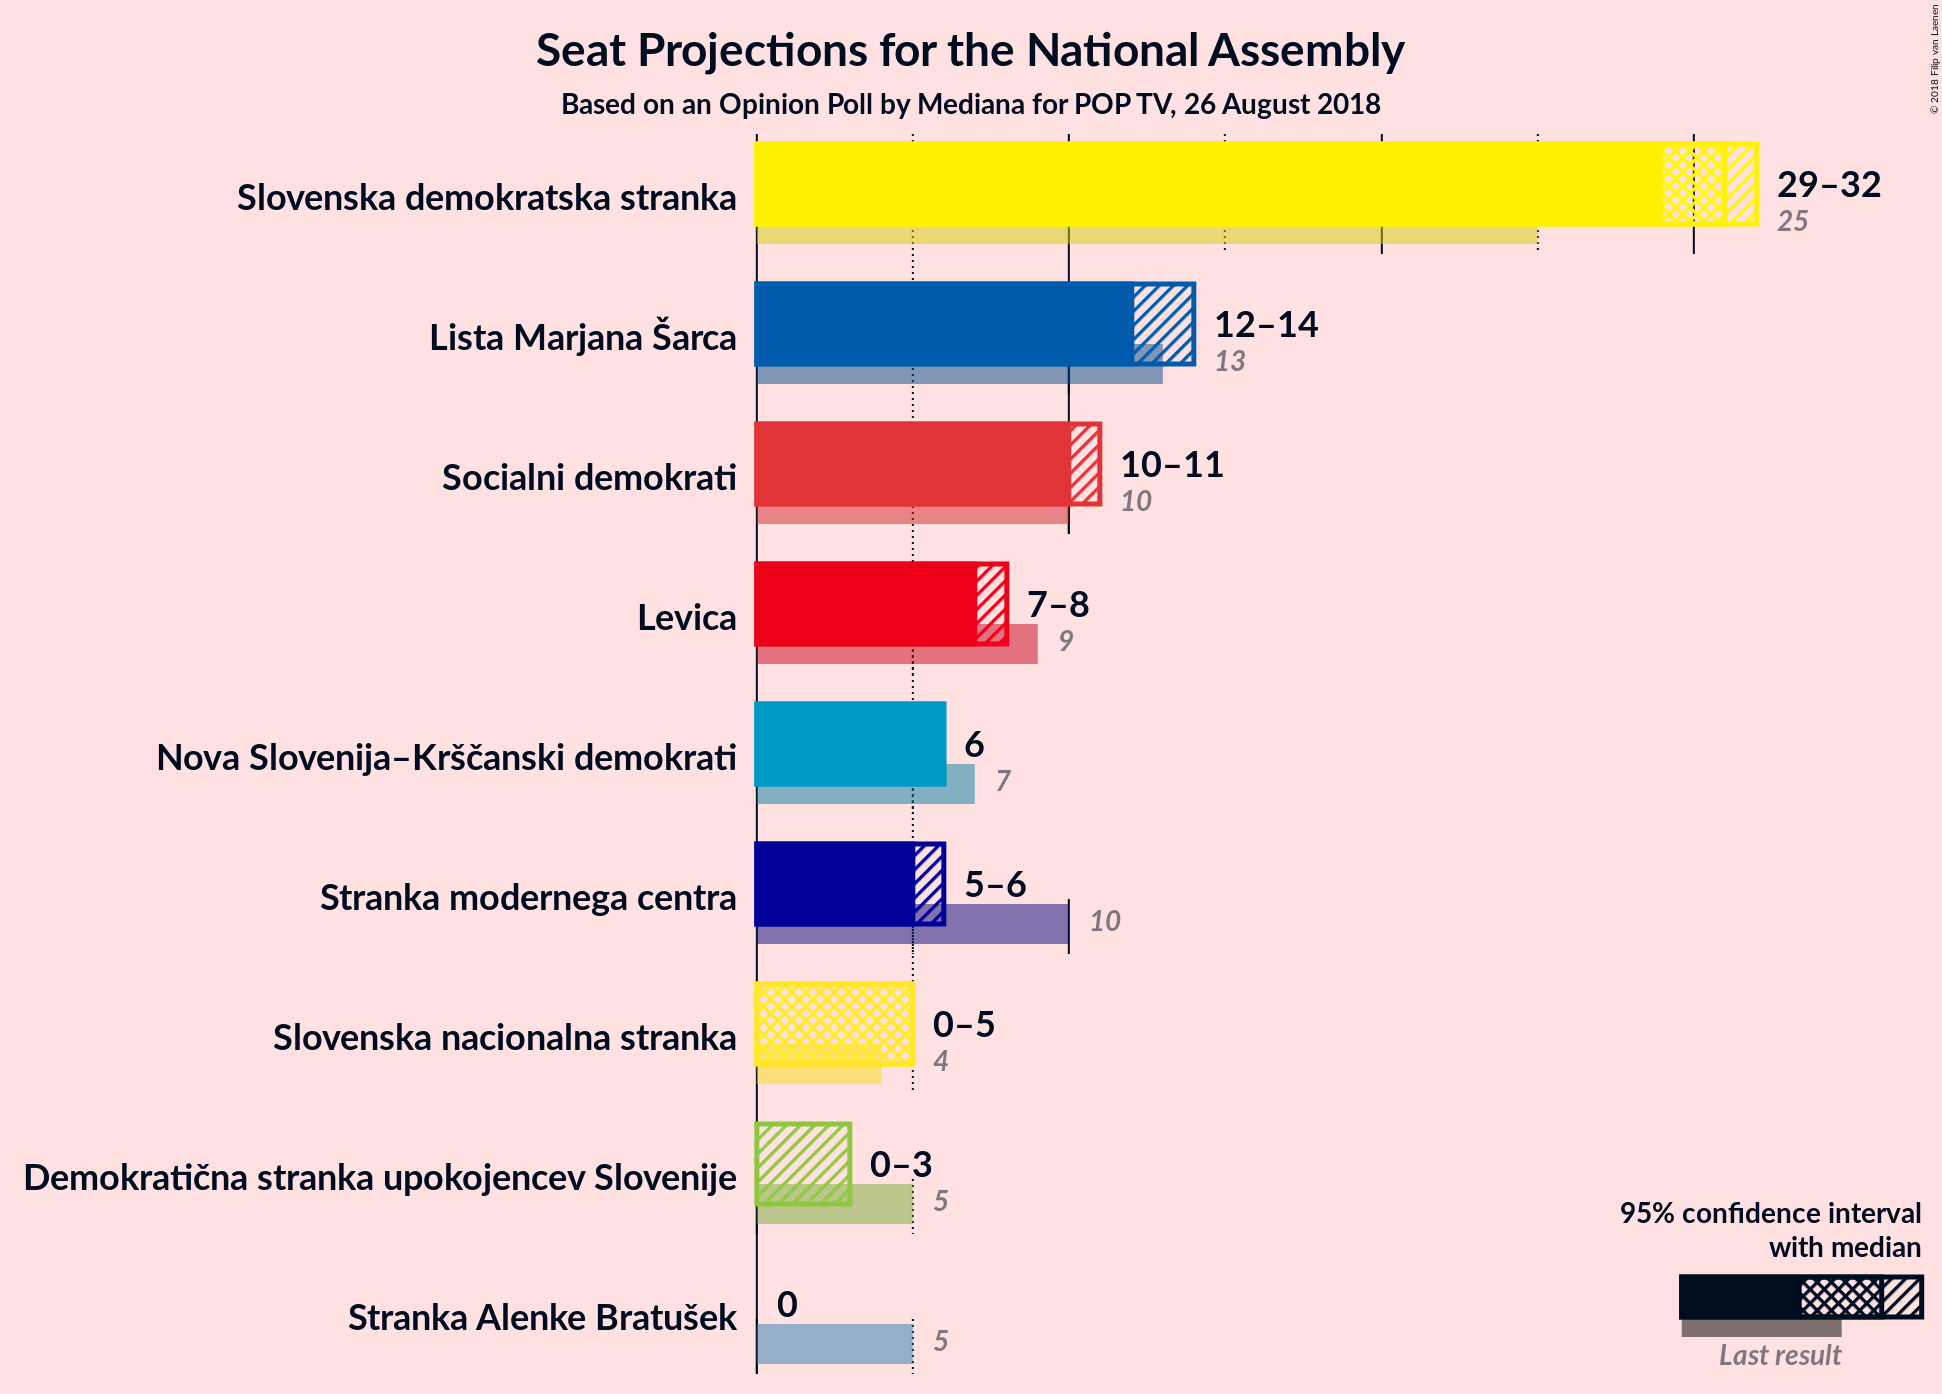 Seat Projections for the National Assembly
Based on an Opinion Poll by Mediana for POP TV, 26 August 2018
© 2018 Filip van Laenen
Slovenska demokratska stranka
29–32
25
Lista Marjana Šarca
12–14
13
Socialni demokrati
10–11
10
Levica
7–8
9
Nova Slovenija–Krščanski demokrati
6
7
Stranka modernega centra
5–6
10
Slovenska nacionalna stranka
0–5
4
Demokratična stranka upokojencev Slovenije
0–3
5
Stranka Alenke Bratušek
0
5
95% confidence interval
with median
Last result